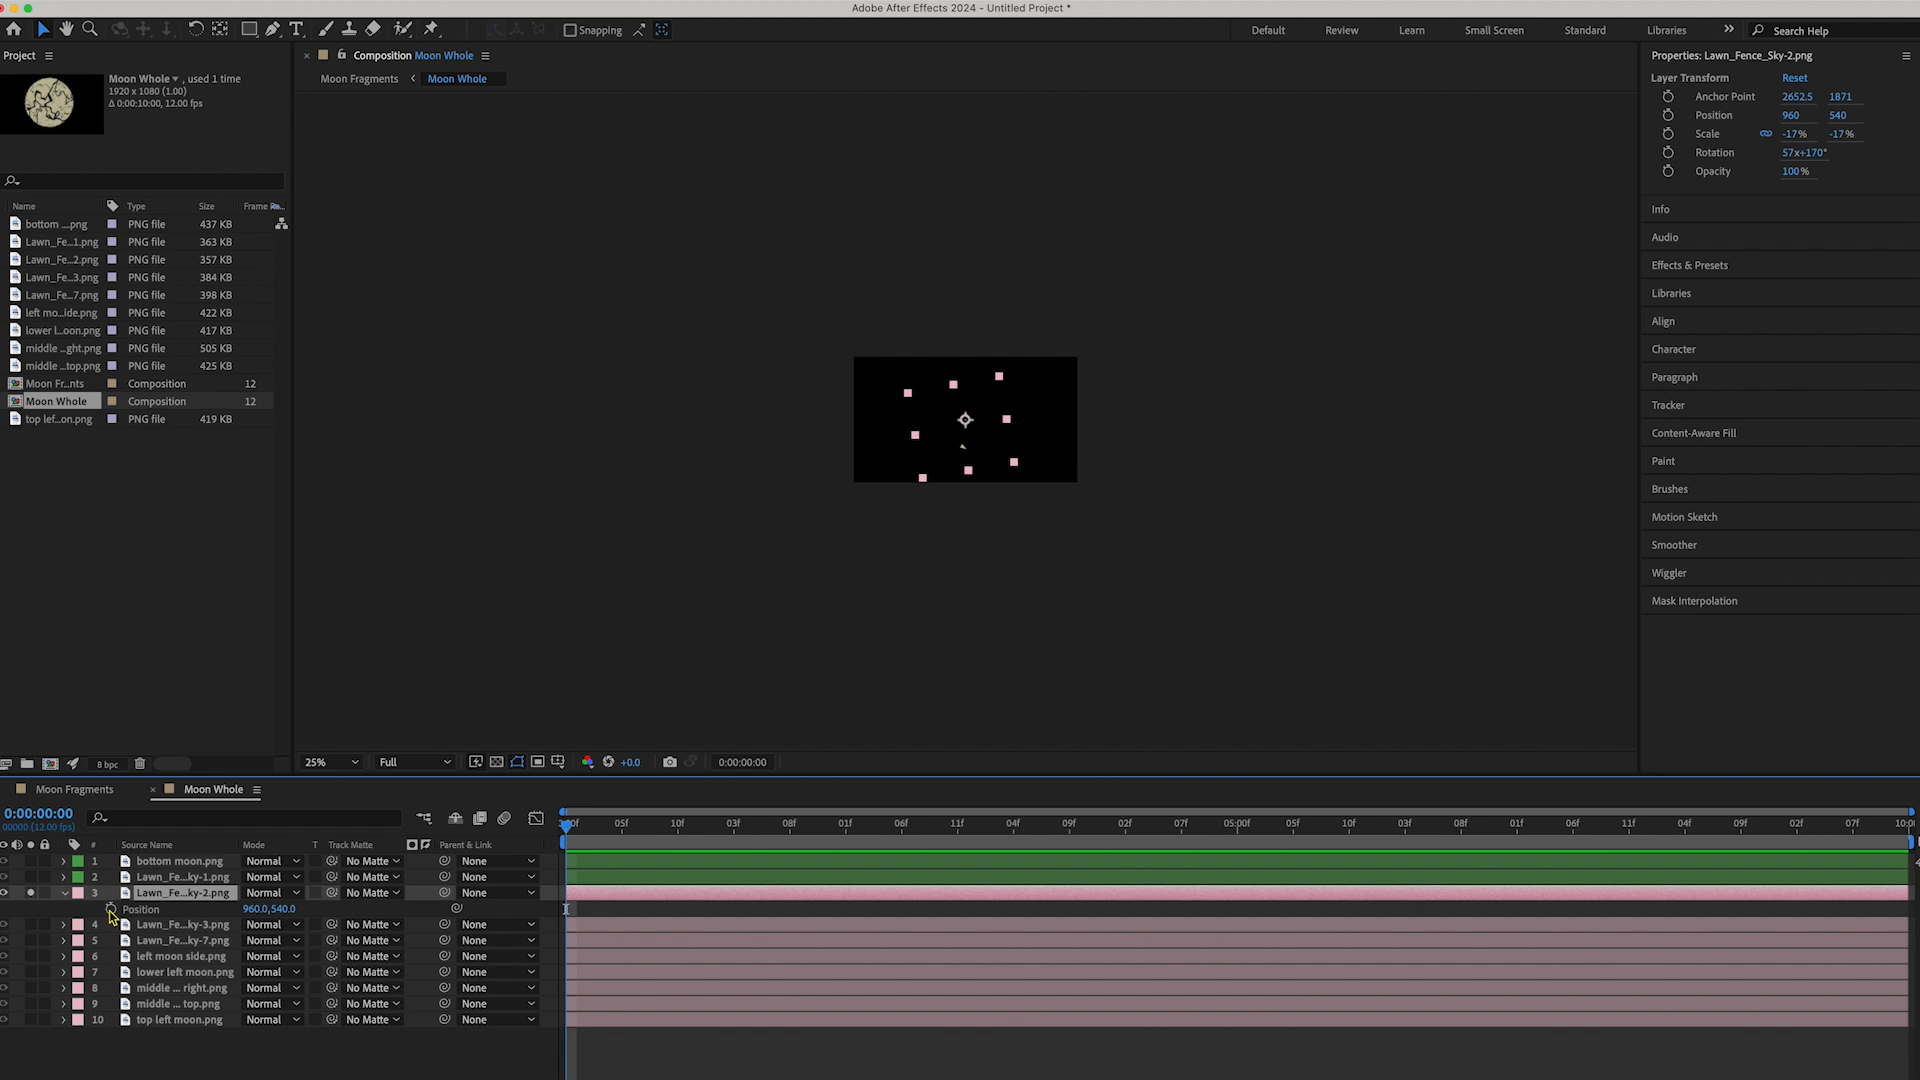 Adobe After Effects 2024 - Untitled Project *
Snapping
Default
Review
Learn
Small Screen
Standard
Libraries
Search Help
Project
Moon Whole , used 1 time
1920 x 1080 (1.00)
Δ 0:00:10:00, 12.00 fps
Composition Moon Whole
Moon Fragments
Moon Whole
Properties: Lawn_Fence_Sky-2.png
Layer Transform Reset
Anchor Point 2652.5 1871
Position 960 540
Scale -17% -17%
Rotation 57x+170°
Opacity 100%
Info
Audio
Effects & Presets
Libraries
Align
Character
Paragraph
Tracker
Content-Aware Fill
Paint
Brushes
Motion Sketch
Smoother
Wiggler
Mask Interpolation
Name Type Size Frame Ra...
bottom ....png PNG file 437 KB
Lawn_Fe...1.png PNG file 363 KB
Lawn_Fe...2.png PNG file 357 KB
Lawn_Fe...3.png PNG file 384 KB
Lawn_Fe...7.png PNG file 398 KB
left mo...ide.png PNG file 422 KB
lower l...oon.png PNG file 417 KB
middle ...ght.png PNG file 505 KB
middle ...top.png PNG file 425 KB
Moon Fr...nts Composition 12
Moon Whole Composition 12
top lef...on.png PNG file 419 KB
8 bpc
25% Full +0.0 0:00:00:00
Moon Fragments
Moon Whole
0:00:00:00
00000 (12.00 fps)
05f 10f 03f 08f 01f 06f 11f 04f 09f 02f 07f 05:00f 05f 10f 03f 08f 01f 06f 11f 04f 09f 02f 07f 10:00
# Source Name Mode T Track Matte Parent & Link
1 bottom moon.png Normal No Matte None
2 Lawn_Fe...ky-1.png Normal No Matte None
3 Lawn_Fe...ky-2.png Normal No Matte None
Position 960.0,540.0
4 Lawn_Fe...ky-3.png Normal No Matte None
5 Lawn_Fe...ky-7.png Normal No Matte None
6 left moon side.png Normal No Matte None
7 lower left moon.png Normal No Matte None
8 middle ... right.png Normal No Matte None
9 middle ... top.png Normal No Matte None
10 top left moon.png Normal No Matte None